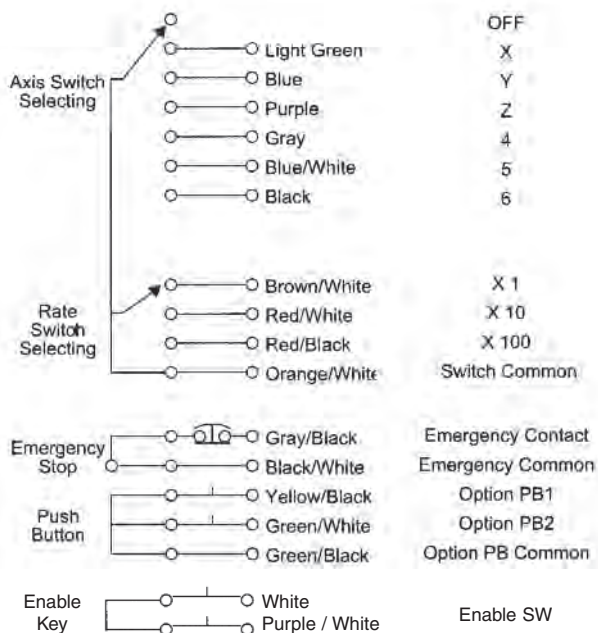 OFF
Light Green X
Axis Switch Selecting
Blue Y
Purple Z
Gray 4
Blue/White 5
Black 6
Brown/White X 1
Rate Switch Selecting
Red/White X 10
Red/Black X 100
Orange/White Switch Common
Emergency Stop
Gray/Black Emergency Contact
Black/White Emergency Common
Push Button
Yellow/Black Option PB1
Green/White Option PB2
Green/Black Option PB Common
Enable Key
White
Purple / White
Enable SW